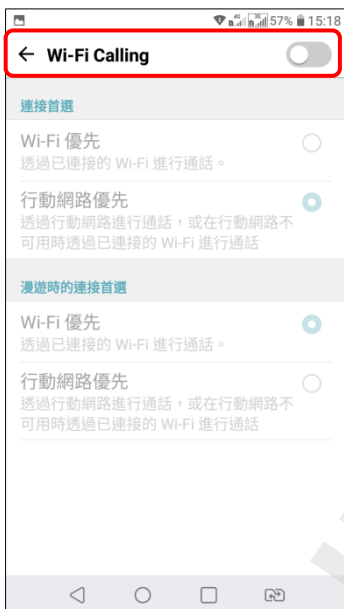 57% 15:18
Wi-Fi Calling
連接首選
Wi-Fi 優先
透過已連接的 Wi-Fi 進行通話。
行動網路優先
透過行動網路進行通話，或在行動網路不
可用時透過已連接的 Wi-Fi 進行通話
漫遊時的連接首選
Wi-Fi 優先
透過已連接的 Wi-Fi 進行通話。
行動網路優先
透過行動網路進行通話，或在行動網路不
可用時透過已連接的 Wi-Fi 進行通話